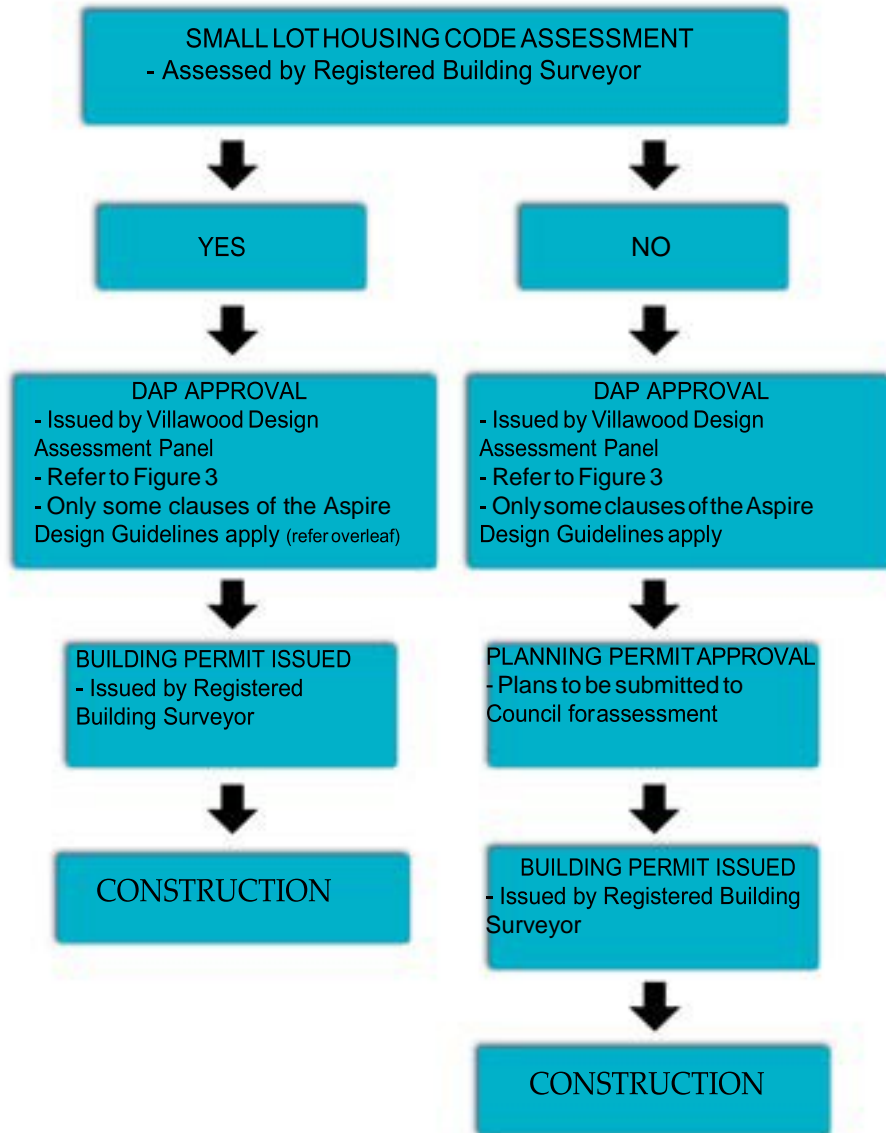 SMALL LOT HOUSING CODE ASSESSMENT
- Assessed by Registered Building Surveyor
YES
NO
DAP APPROVAL
- Issued by Villawood Design
Assessment Panel
- Refer to Figure 3
- Only some clauses of the Aspire
Design Guidelines apply (refer overleaf)
DAP APPROVAL
- Issued by Villawood Design
Assessment Panel
- Refer to Figure 3
- Only some clauses of the Aspire
Design Guidelines apply
BUILDING PERMIT ISSUED
- Issued by Registered
Building Surveyor
PLANNING PERMIT APPROVAL
- Plans to be submitted to
Council for assessment
CONSTRUCTION
BUILDING PERMIT ISSUED
- Issued by Registered Building
Surveyor
CONSTRUCTION